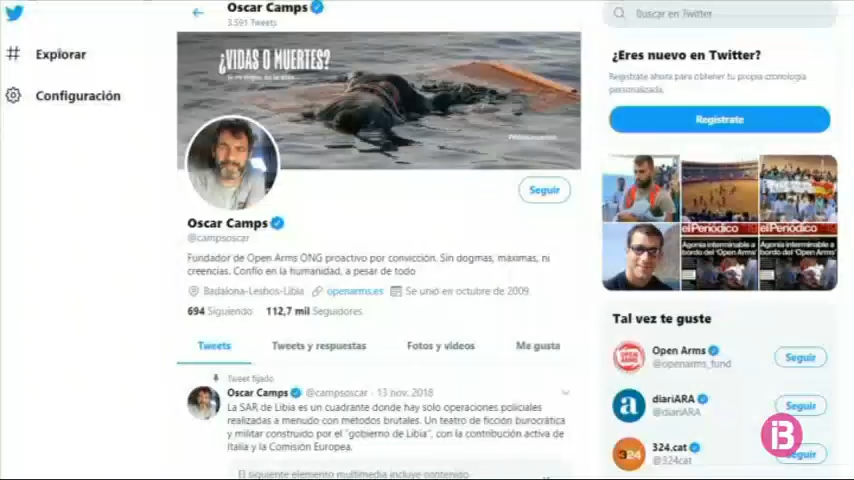 Oscar Camps
3.591 Tweets
Buscar en Twitter
Explorar
Configuración
¿VIDAS O MUERTES?
¿Eres nuevo en Twitter?
Regístrate ahora para obtener tu propia cronología
personalizada.
Regístrate
Seguir
Oscar Camps
@campsoscar
Fundador de Open Arms ONG proactivo por convicción. Sin dogmas, máximas, ni
creencias. Confío en la humanidad, a pesar de todo
Badalona-Lesbos-Libia openarms.es Se unió en octubre de 2009
694 Siguiendo 112,7 mil Seguidores
Tweets Tweets y respuestas Fotos y videos Me gusta
Tweet fijado
Oscar Camps @campsoscar · 13 nov. 2018
La SAR de Libia es un cuadrante donde hay solo operaciones policiales
realizadas a menudo con métodos brutales. Un teatro de ficción burocrática
y militar construido por el "gobierno de Libia", con la contribución activa de
Italia y la Comisión Europea.
El siguiente elemento multimedia incluye contenido
elPeriódico elPeriódico
Agonía interminable a Agonía interminable a
bordo del 'Open Arms' bordo del 'Open Arms'
Tal vez te guste
Open Arms
@openarms_fund
Seguir
a
diariARA
@diariARA
Seguir
324
324.cat
@324cat
Seguir
IB